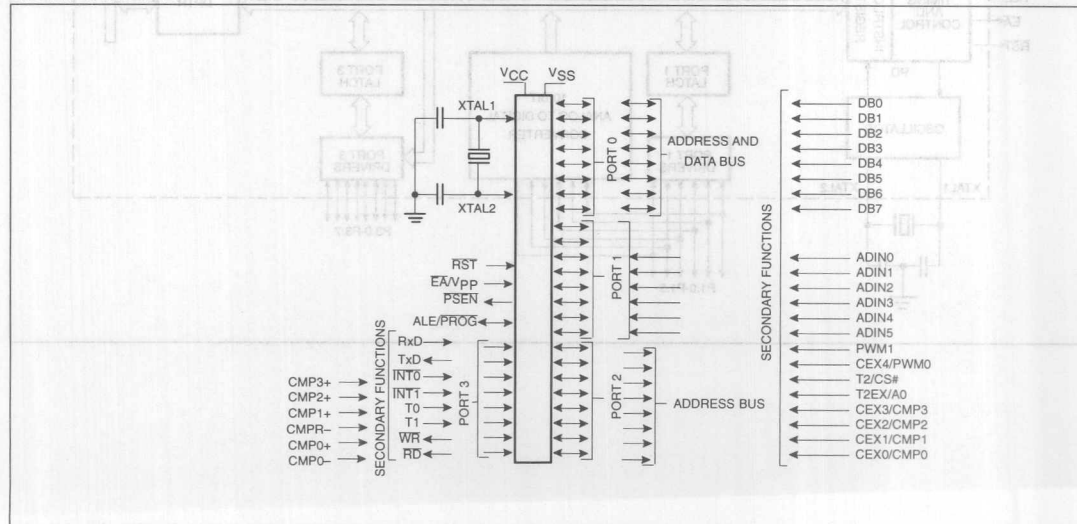 VCC VSS
XTAL1
XTAL2
RST
EA/VPP
PSEN
ALE/PROG
SECONDARY FUNCTIONS
RxD
TxD
INT0
INT1
T0
T1
WR
RD
CMP3+
CMP2+
CMP1+
CMPR–
CMP0+
CMP0–
PORT 3
PORT 0
ADDRESS AND
DATA BUS
PORT 1
PORT 2
ADDRESS BUS
SECONDARY FUNCTIONS
DB0
DB1
DB2
DB3
DB4
DB5
DB6
DB7
ADIN0
ADIN1
ADIN2
ADIN3
ADIN4
ADIN5
PWM1
CEX4/PWM0
T2/CS#
T2EX/A0
CEX3/CMP3
CEX2/CMP2
CEX1/CMP1
CEX0/CMP0